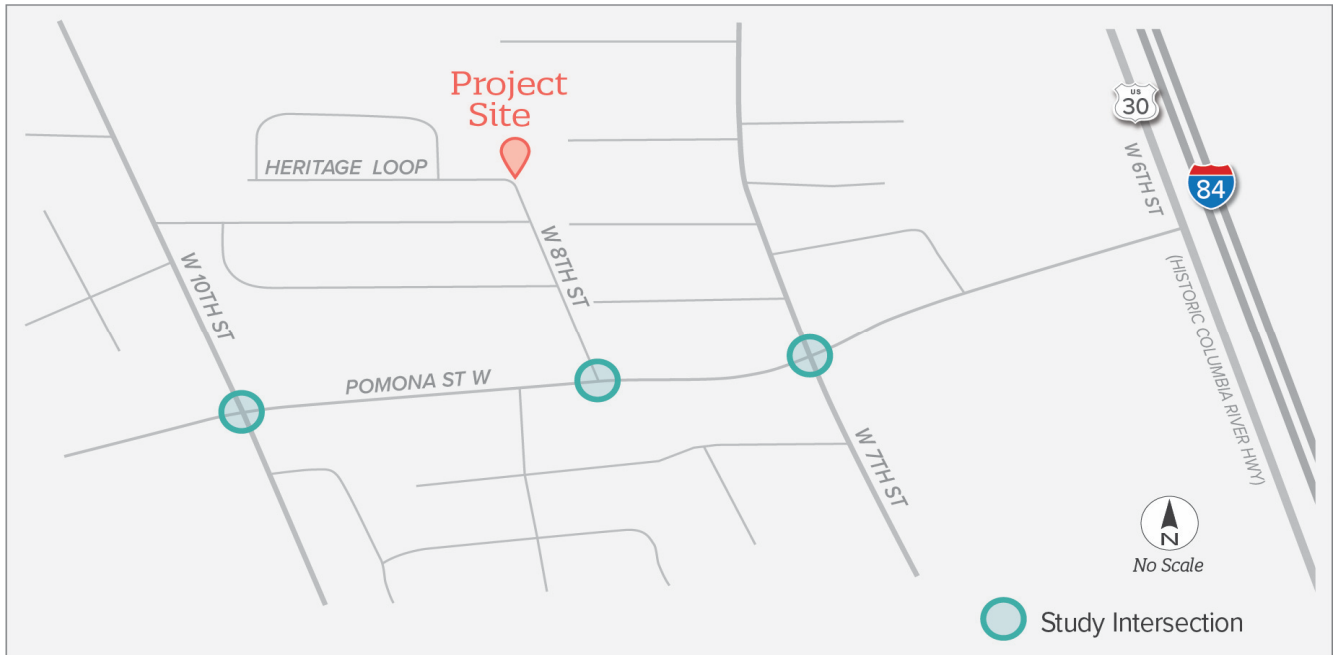 Project
Site
US
30
84
HERITAGE LOOP
W 6TH ST
W 10TH ST
W 8TH ST
(HISTORIC COLUMBIA RIVER HWY)
POMONA ST W
W 7TH ST
N
No Scale
Study Intersection